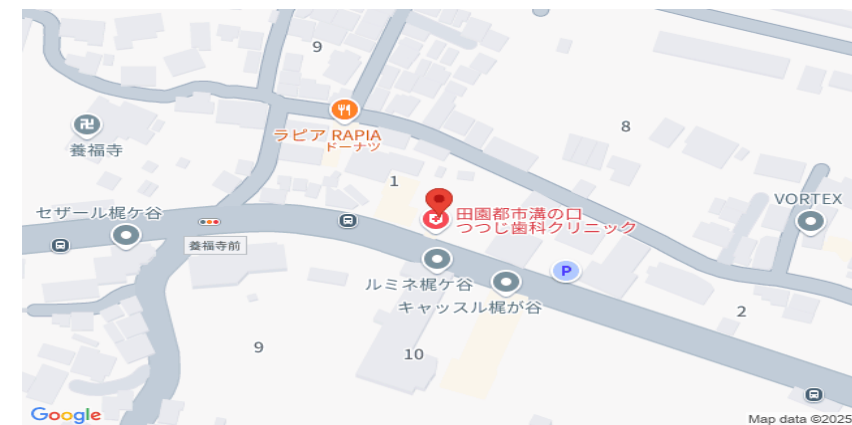 9
8
ラピア RAPIA
ドーナツ
養福寺
1
田園都市溝の口
つつじ歯科クリニック
VORTEX
セザール梶ケ谷
養福寺前
ルミネ梶ケ谷
キャッスル梶が谷
P
2
9
10
Google
Map data ©2025